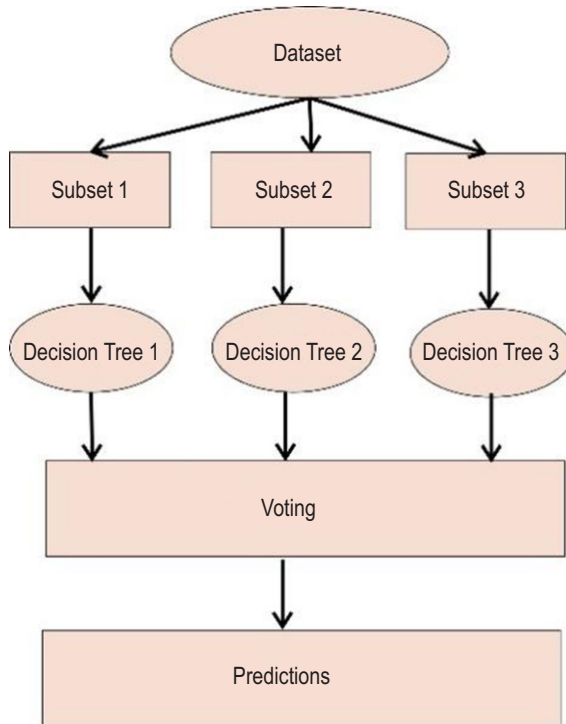 Dataset
Subset 1
Subset 2
Subset 3
Decision Tree 1
Decision Tree 2
Decision Tree 3
Voting
Predictions